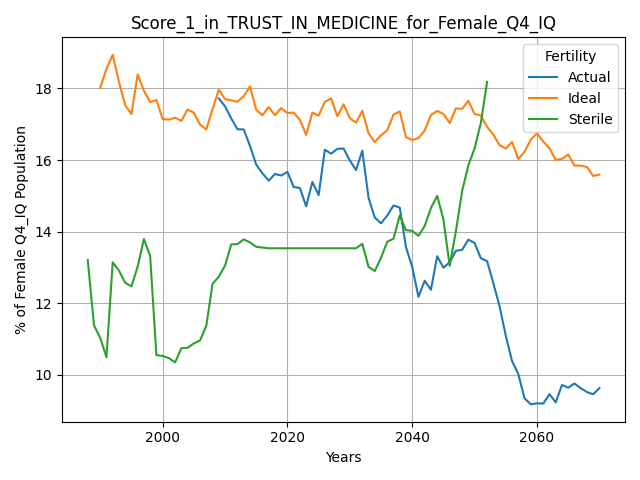 Score_1_in_TRUST_IN_MEDICINE_for_Female_Q4_IQ
% of Female Q4_IQ Population
18
16
14
12
10
Fertility
Actual
Ideal
Sterile
2000 2020 2040 2060
Years